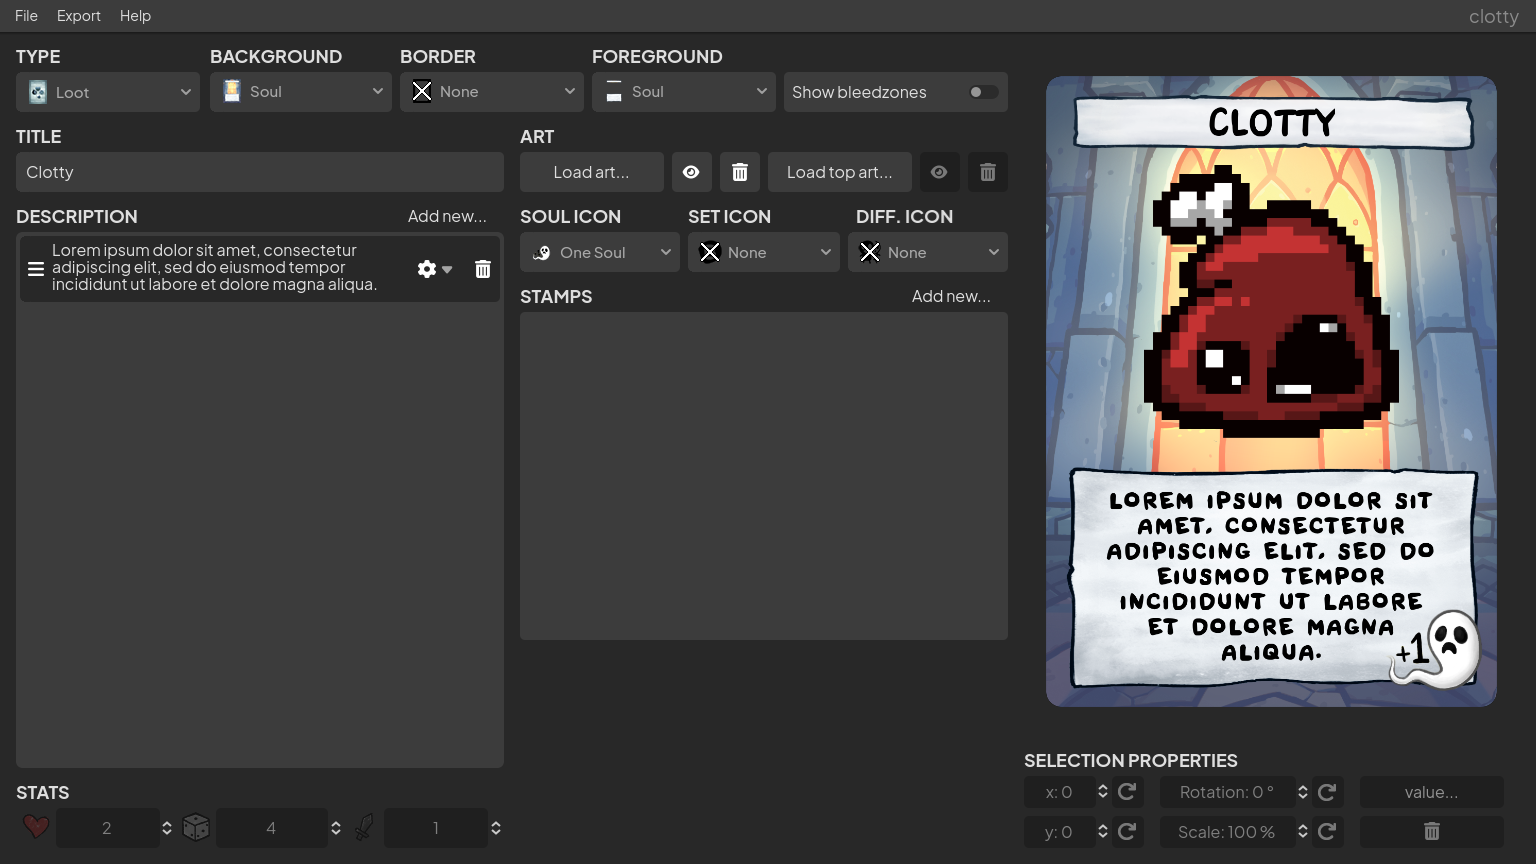 File Export Help clotty
TYPE BACKGROUND BORDER FOREGROUND
Loot Soul None Soul Show bleedzones
TITLE ART
Clotty Load art... Load top art...
DESCRIPTION Add new... SOUL ICON SET ICON DIFF. ICON
Lorem ipsum dolor sit amet, consectetur
adipiscing elit, sed do eiusmod tempor
incididunt ut labore et dolore magna aliqua.
One Soul None None
STAMPS Add new...
CLOTTY
LOREM IPSUM DOLOR SIT
AMET, CONSECTETUR
ADIPISCING ELIT, SED DO
EIUSMOD TEMPOR
INCIDIDUNT UT LABORE
ET DOLORE MAGNA
ALIQUA.
+1
SELECTION PROPERTIES
x: 0 Rotation: 0 ° value...
y: 0 Scale: 100 %
STATS
2 4 1